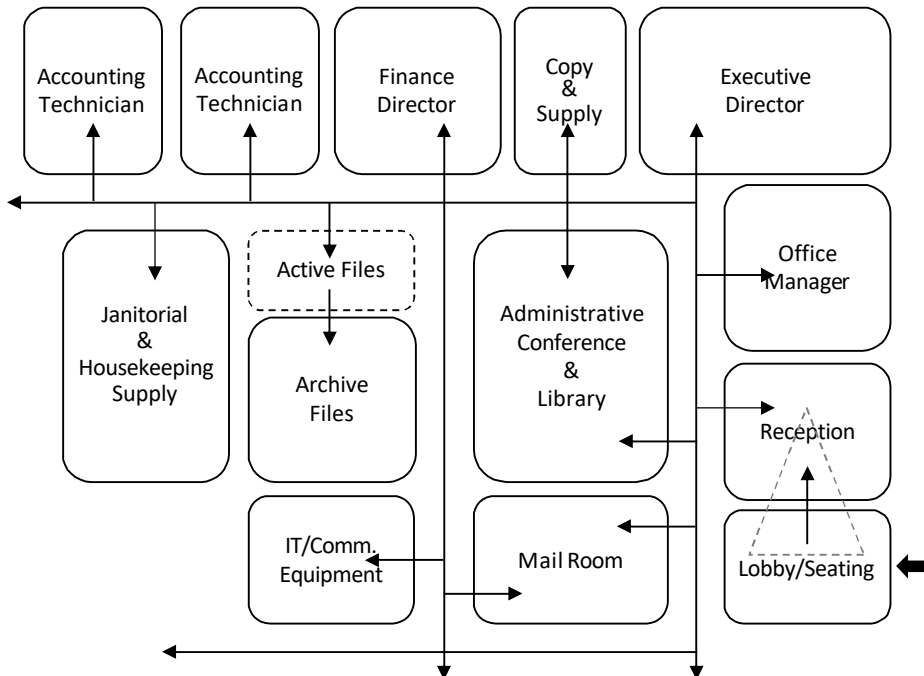 Accounting
Technician
Accounting
Technician
Finance
Director
Copy
&
Supply
Executive
Director
Office
Manager
Active Files
Janitorial
&
Housekeeping
Supply
Archive
Files
Administrative
Conference
&
Library
Reception
IT/Comm.
Equipment
Mail Room
Lobby/Seating